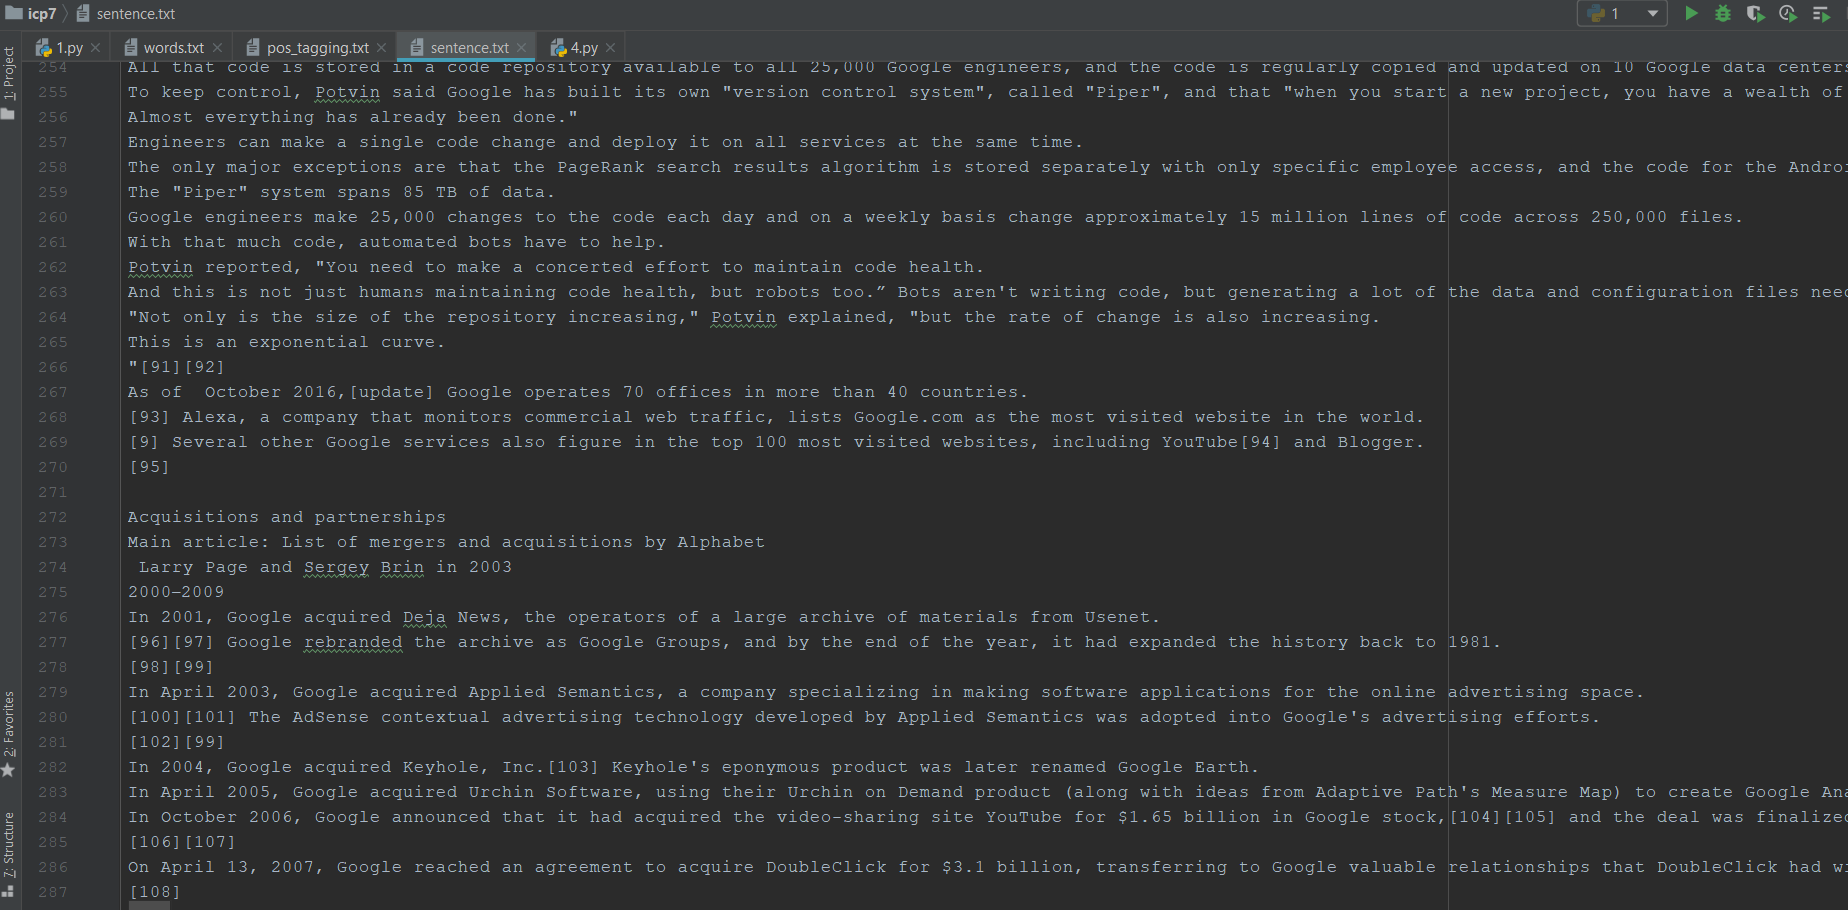 icp7 sentence.txt
1
1.py words.txt pos_tagging.txt sentence.txt 4.py
1: Project
2: Favorites
7: Structure
254 All that code is stored in a code repository available to all 25,000 Google engineers, and the code is regularly copied and updated on 10 Google data centers
255 To keep control, Potvin said Google has built its own "version control system", called "Piper", and that "when you start a new project, you have a wealth of
256 Almost everything has already been done."
257 Engineers can make a single code change and deploy it on all services at the same time.
258 The only major exceptions are that the PageRank search results algorithm is stored separately with only specific employee access, and the code for the Androi
259 The "Piper" system spans 85 TB of data.
260 Google engineers make 25,000 changes to the code each day and on a weekly basis change approximately 15 million lines of code across 250,000 files.
261 With that much code, automated bots have to help.
262 Potvin reported, "You need to make a concerted effort to maintain code health.
263 And this is not just humans maintaining code health, but robots too.” Bots aren't writing code, but generating a lot of the data and configuration files nee
264 "Not only is the size of the repository increasing," Potvin explained, "but the rate of change is also increasing.
265 This is an exponential curve.
266 "[91][92]
267 As of  October 2016,[update] Google operates 70 offices in more than 40 countries.
268 [93] Alexa, a company that monitors commercial web traffic, lists Google.com as the most visited website in the world.
269 [9] Several other Google services also figure in the top 100 most visited websites, including YouTube[94] and Blogger.
270 [95]
271
272 Acquisitions and partnerships
273 Main article: List of mergers and acquisitions by Alphabet
274  Larry Page and Sergey Brin in 2003
275 2000–2009
276 In 2001, Google acquired Deja News, the operators of a large archive of materials from Usenet.
277 [96][97] Google rebranded the archive as Google Groups, and by the end of the year, it had expanded the history back to 1981.
278 [98][99]
279 In April 2003, Google acquired Applied Semantics, a company specializing in making software applications for the online advertising space.
280 [100][101] The AdSense contextual advertising technology developed by Applied Semantics was adopted into Google's advertising efforts.
281 [102][99]
282 In 2004, Google acquired Keyhole, Inc.[103] Keyhole's eponymous product was later renamed Google Earth.
283 In April 2005, Google acquired Urchin Software, using their Urchin on Demand product (along with ideas from Adaptive Path's Measure Map) to create Google Ana
284 In October 2006, Google announced that it had acquired the video-sharing site YouTube for $1.65 billion in Google stock,[104][105] and the deal was finalize
285 [106][107]
286 On April 13, 2007, Google reached an agreement to acquire DoubleClick for $3.1 billion, transferring to Google valuable relationships that DoubleClick had wi
287 [108]